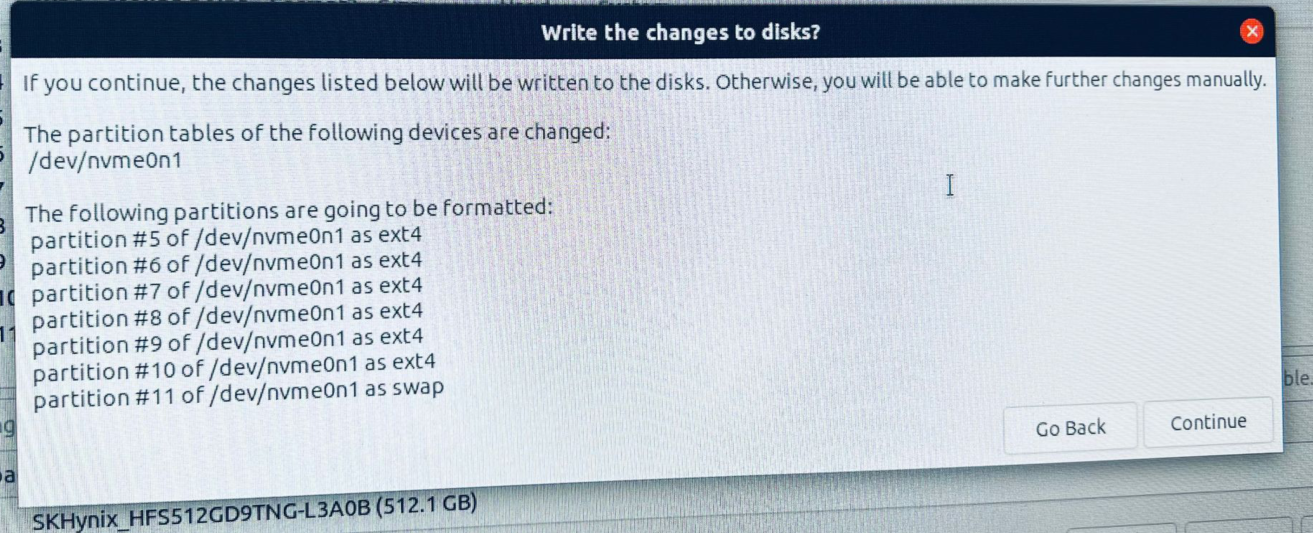 Write the changes to disks?
If you continue, the changes listed below will be written to the disks. Otherwise, you will be able to make further changes manually.
The partition tables of the following devices are changed:
/dev/nvme0n1
The following partitions are going to be formatted:
partition #5 of /dev/nvme0n1 as ext4
partition #6 of /dev/nvme0n1 as ext4
partition #7 of /dev/nvme0n1 as ext4
partition #8 of /dev/nvme0n1 as ext4
partition #9 of /dev/nvme0n1 as ext4
partition #10 of /dev/nvme0n1 as ext4
partition #11 of /dev/nvme0n1 as swap
Go Back
Continue
SKHynix_HFS512GD9TNG-L3A0B (512.1 GB)